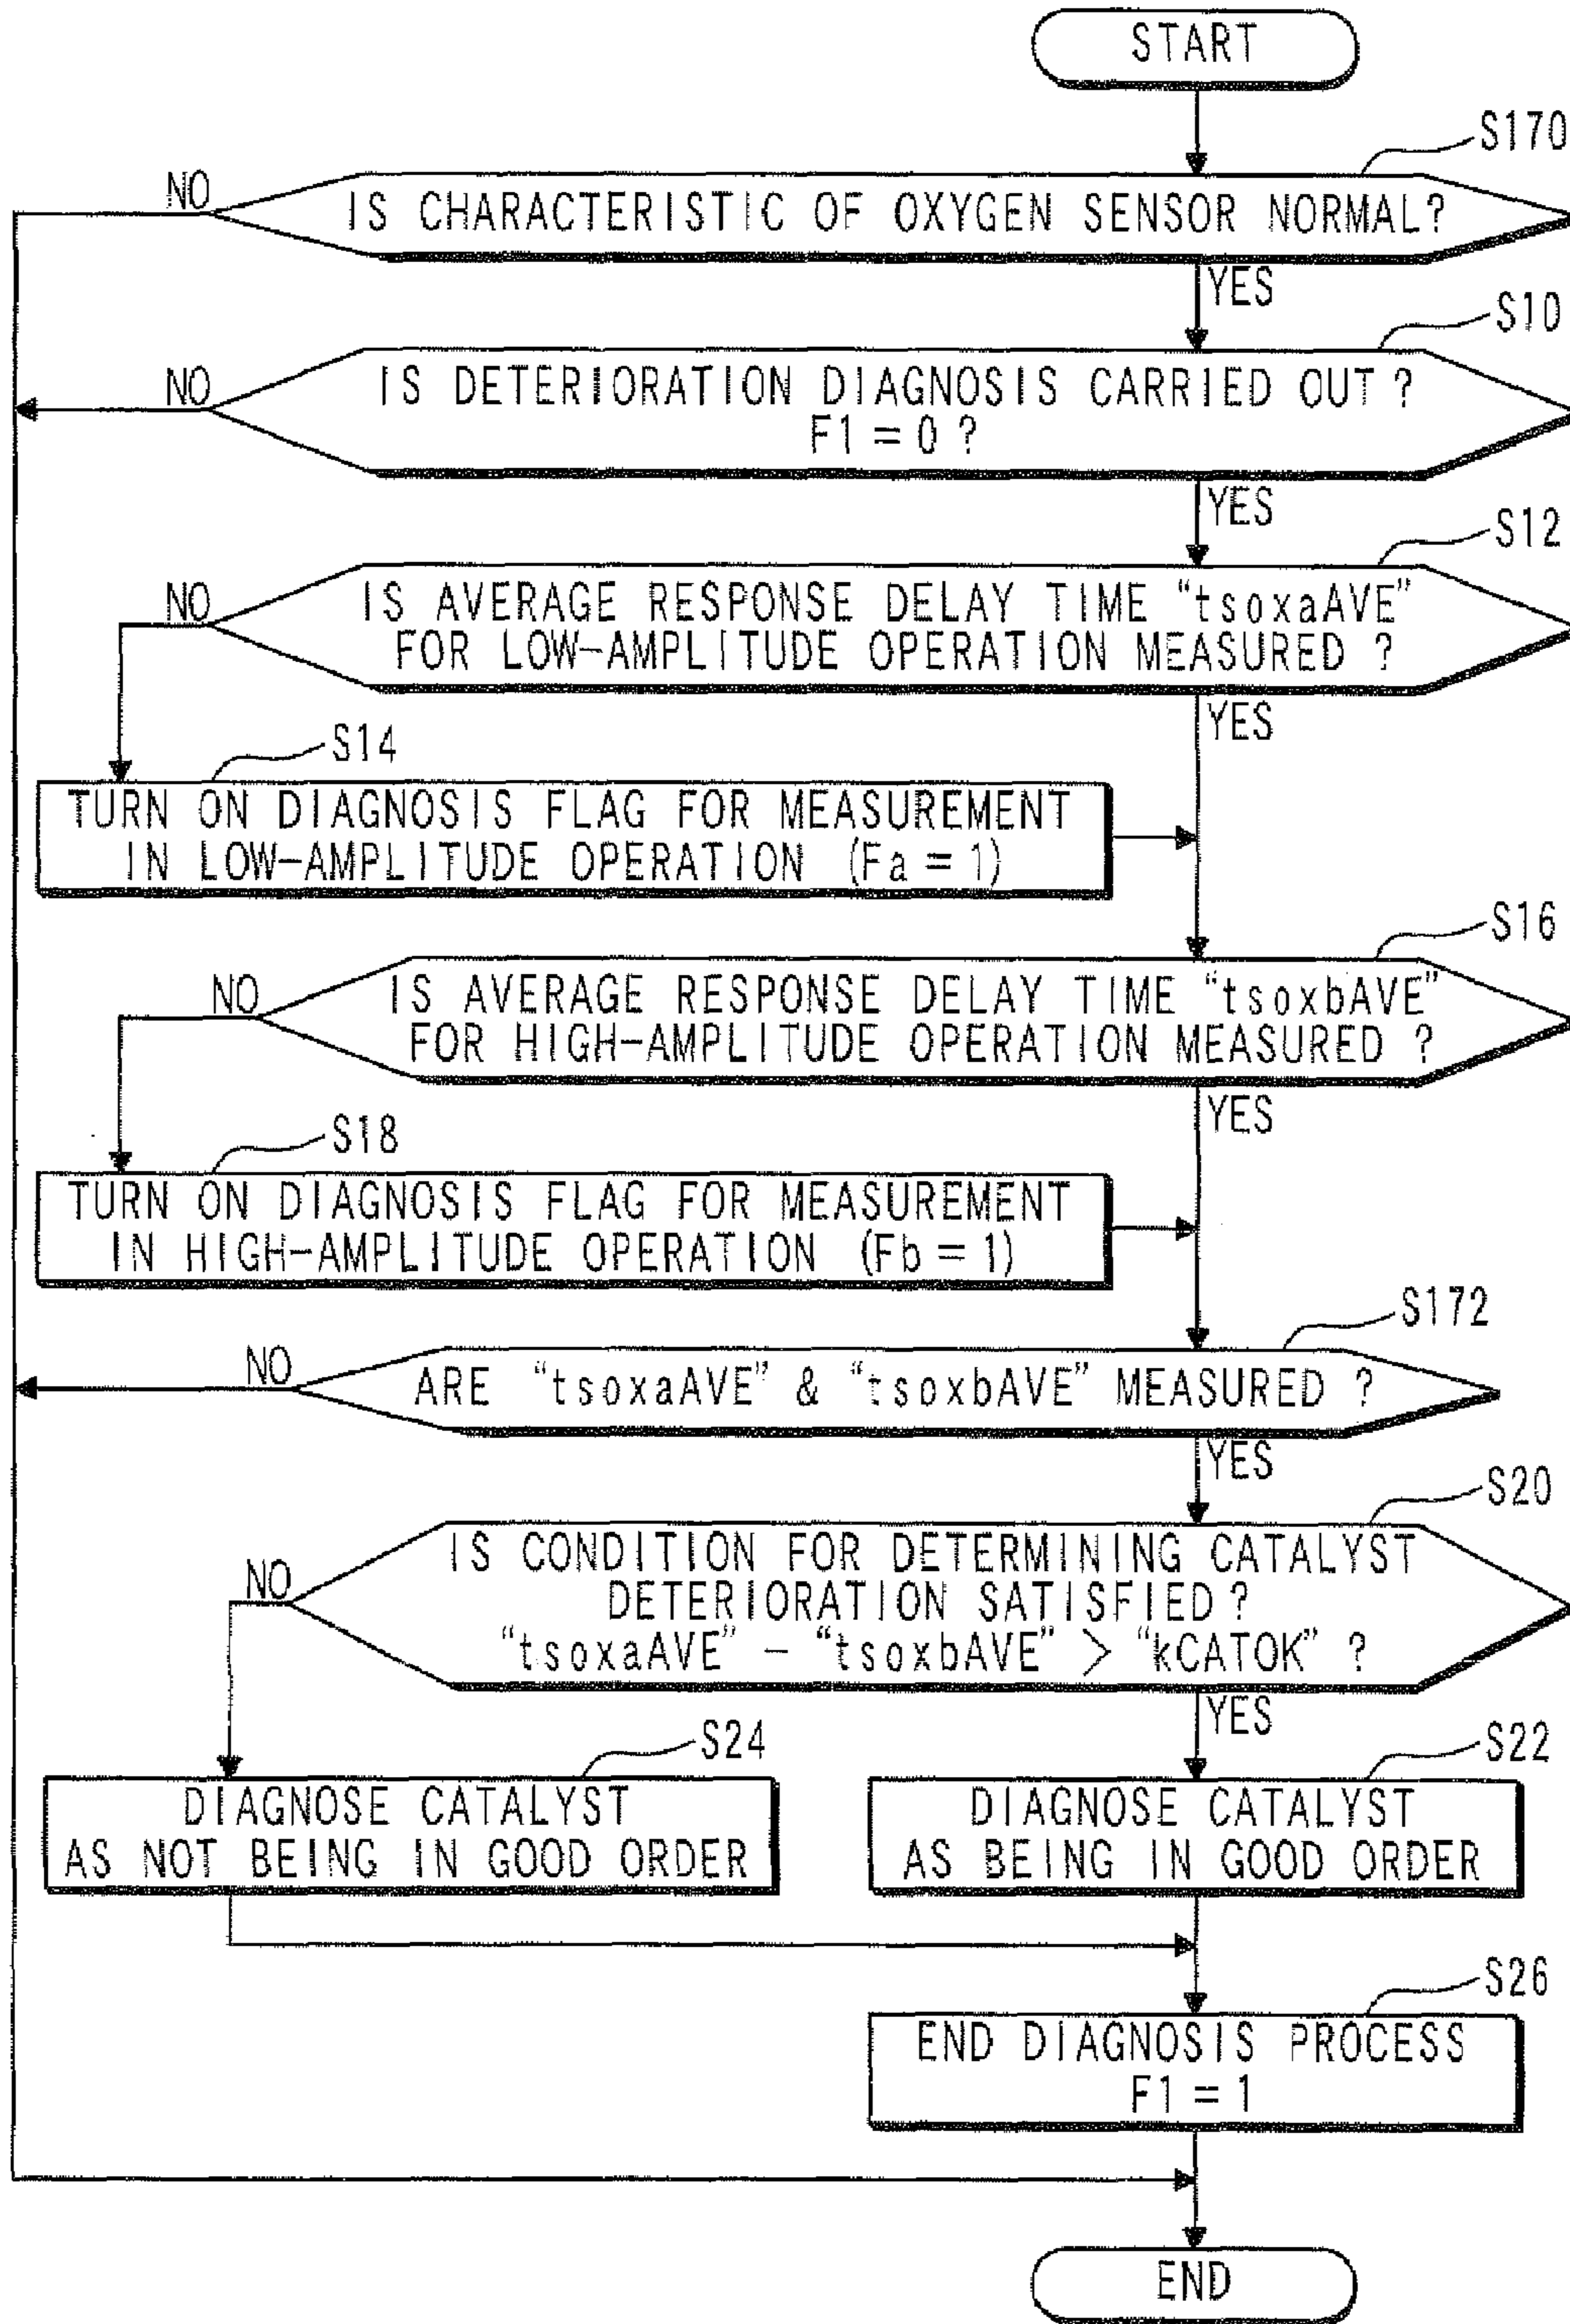 START
S170
NO
IS CHARACTERISTIC OF OXYGEN SENSOR NORMAL?
YES
S10
NO
IS DETERIORATION DIAGNOSIS CARRIED OUT ?
F1 = 0 ?
YES
S12
NO
IS AVERAGE RESPONSE DELAY TIME “tsoxaAVE”
FOR LOW-AMPLITUDE OPERATION MEASURED ?
YES
S14
TURN ON DIAGNOSIS FLAG FOR MEASUREMENT
IN LOW-AMPLITUDE OPERATION (Fa = 1)
S16
NO
IS AVERAGE RESPONSE DELAY TIME “tsoxbAVE”
FOR HIGH-AMPLITUDE OPERATION MEASURED ?
YES
S18
TURN ON DIAGNOSIS FLAG FOR MEASUREMENT
IN HIGH-AMPLITUDE OPERATION (Fb = 1)
S172
NO
ARE “tsoxaAVE” & “tsoxbAVE” MEASURED ?
YES
S20
NO
IS CONDITION FOR DETERMINING CATALYST
DETERIORATION SATISFIED ?
“tsoxaAVE” – “tsoxbAVE” > “kCATOK” ?
YES
S24
DIAGNOSE CATALYST
AS NOT BEING IN GOOD ORDER
S22
DIAGNOSE CATALYST
AS BEING IN GOOD ORDER
S26
END DIAGNOSIS PROCESS
F1 = 1
END